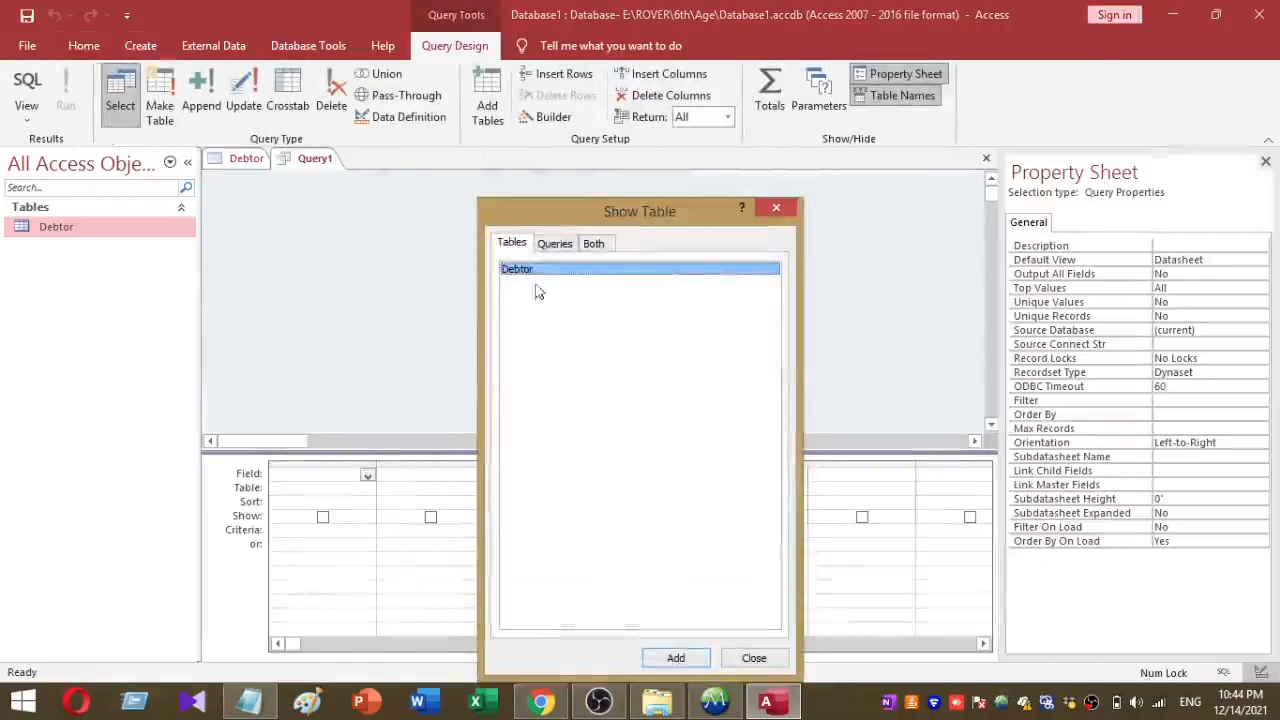 Query Tools
Database1 : Database- E:\ROVER\6th\Age\Database1.accdb (Access 2007 - 2016 file format) - Access
Sign in
File
Home
Create
External Data
Database Tools
Help
Query Design
Tell me what you want to do
SQL
View
Run
Results
Select
Make Table
Append
Update
Crosstab
Delete
Union
Pass-Through
Data Definition
Query Type
Add Tables
Insert Rows
Delete Rows
Builder
Insert Columns
Delete Columns
Return: All
Query Setup
Totals
Parameters
Property Sheet
Table Names
Show/Hide
All Access Obje...
Search...
Tables
Debtor
Debtor
Query1
Field:
Table:
Sort:
Show:
Criteria:
or:
Show Table
?
Tables
Queries
Both
Debtor
Add
Close
Property Sheet
Selection type: Query Properties
General
Description
Default View Datasheet
Output All Fields No
Top Values All
Unique Values No
Unique Records No
Source Database (current)
Source Connect Str
Record Locks No Locks
Recordset Type Dynaset
ODBC Timeout 60
Filter
Order By
Max Records
Orientation Left-to-Right
Subdatasheet Name
Link Child Fields
Link Master Fields
Subdatasheet Height 0"
Subdatasheet Expanded No
Filter On Load No
Order By On Load Yes
Ready
Num Lock
SQL
ENG
10:44 PM
12/14/2021